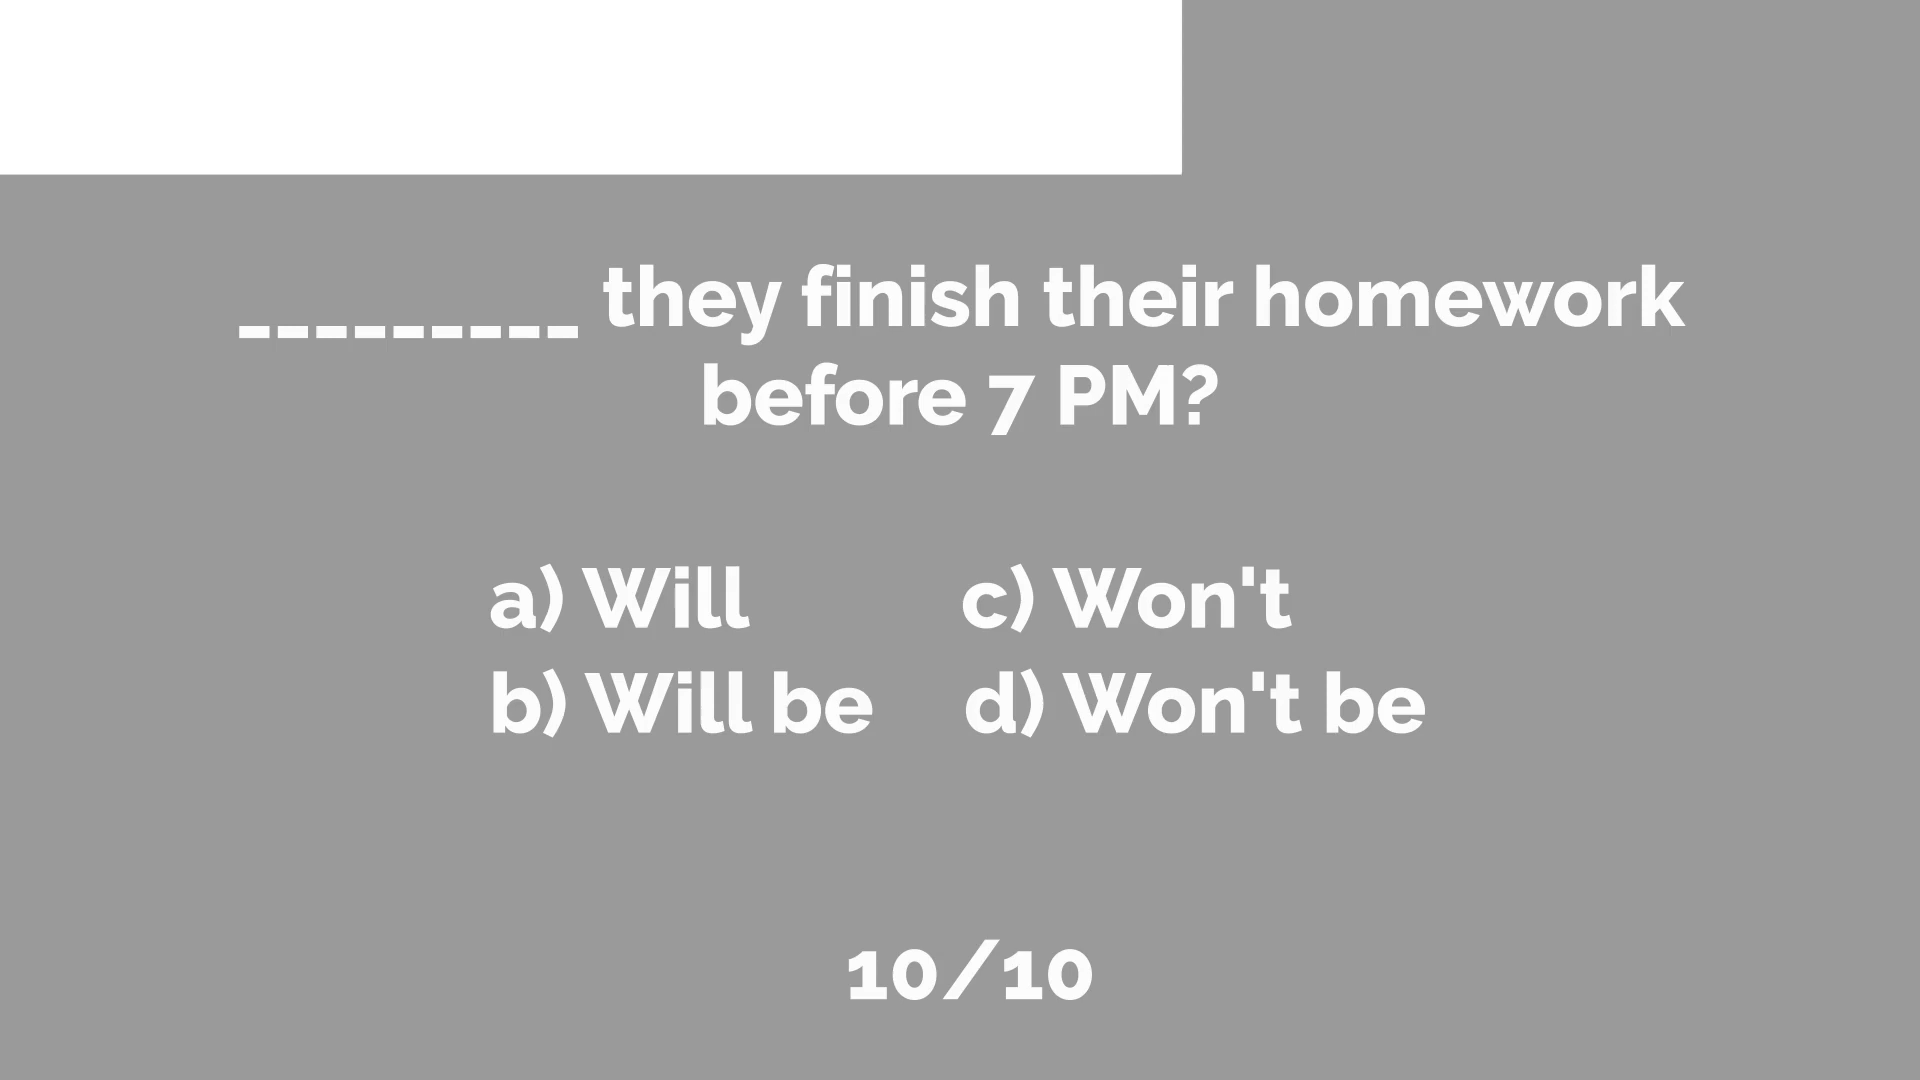 _________ they finish their homework
before 7 PM?
a) Will
b) Will be
c) Won't
d) Won't be
10/10